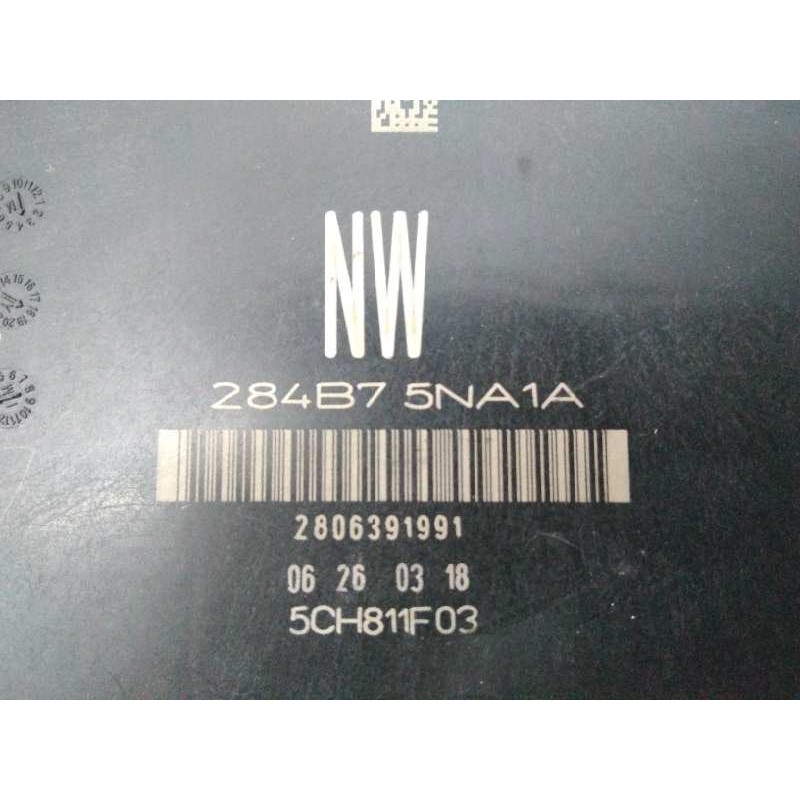 NW
284B7 5NA1A
2806391991
06 26 03 18
5CH811F03